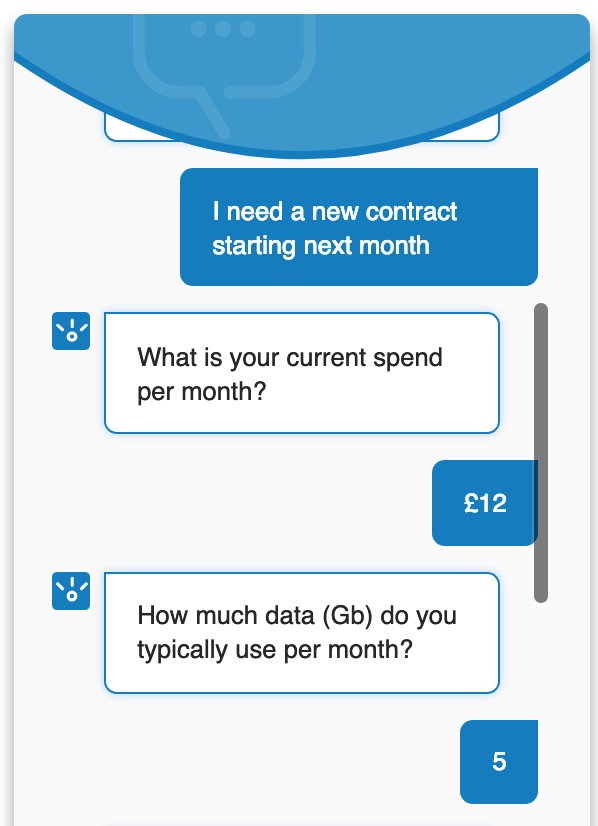 I need a new contract
starting next month
What is your current spend
per month?
£12
How much data (Gb) do you
typically use per month?
5